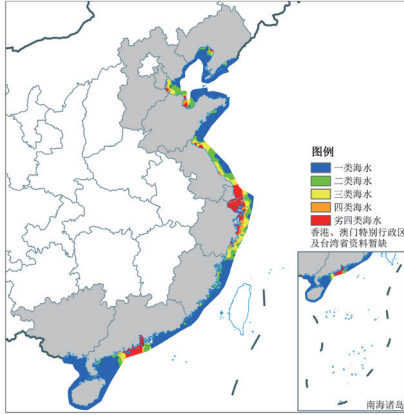 图例
一类海水
二类海水
三类海水
四类海水
劣四类海水
香港、澳门特别行政区
及台湾省资料暂缺
南海诸岛